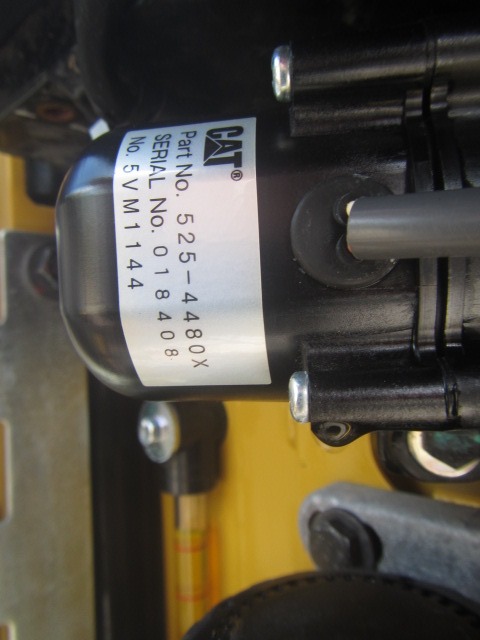 CAT®
Part No. 525-4480X
SERIAL No. 018408
No. 5VM1144